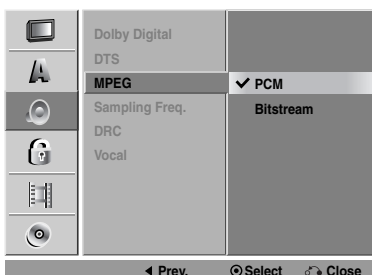 Dolby Digital
DTS
MPEG
PCM
Sampling Freq.
Bitstream
DRC
Vocal
Prev. Select Close